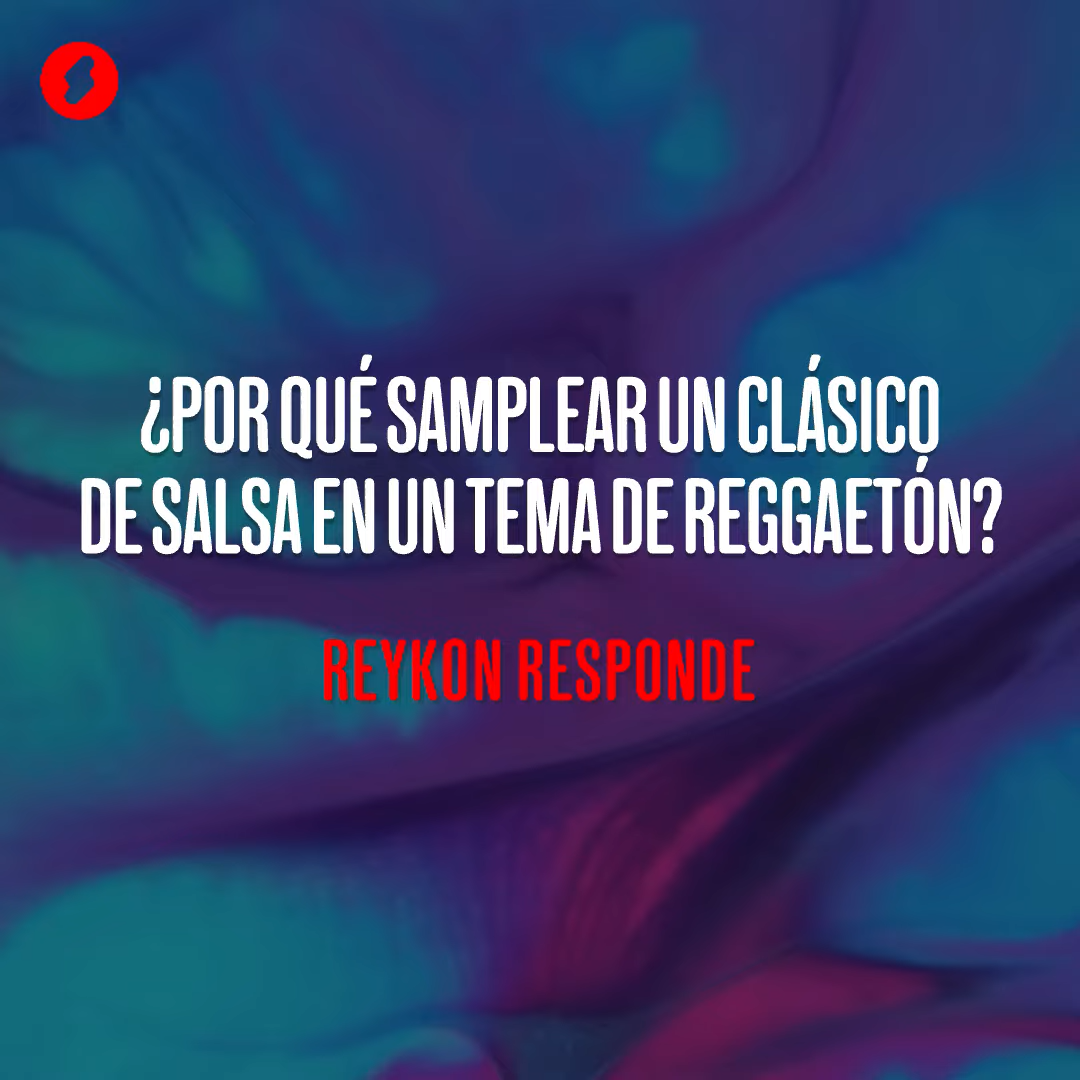 ¿POR QUÉ SAMPLEAR UN CLÁSICO
DE SALSA EN UN TEMA DE REGGAETÓN?
REYKON RESPONDE